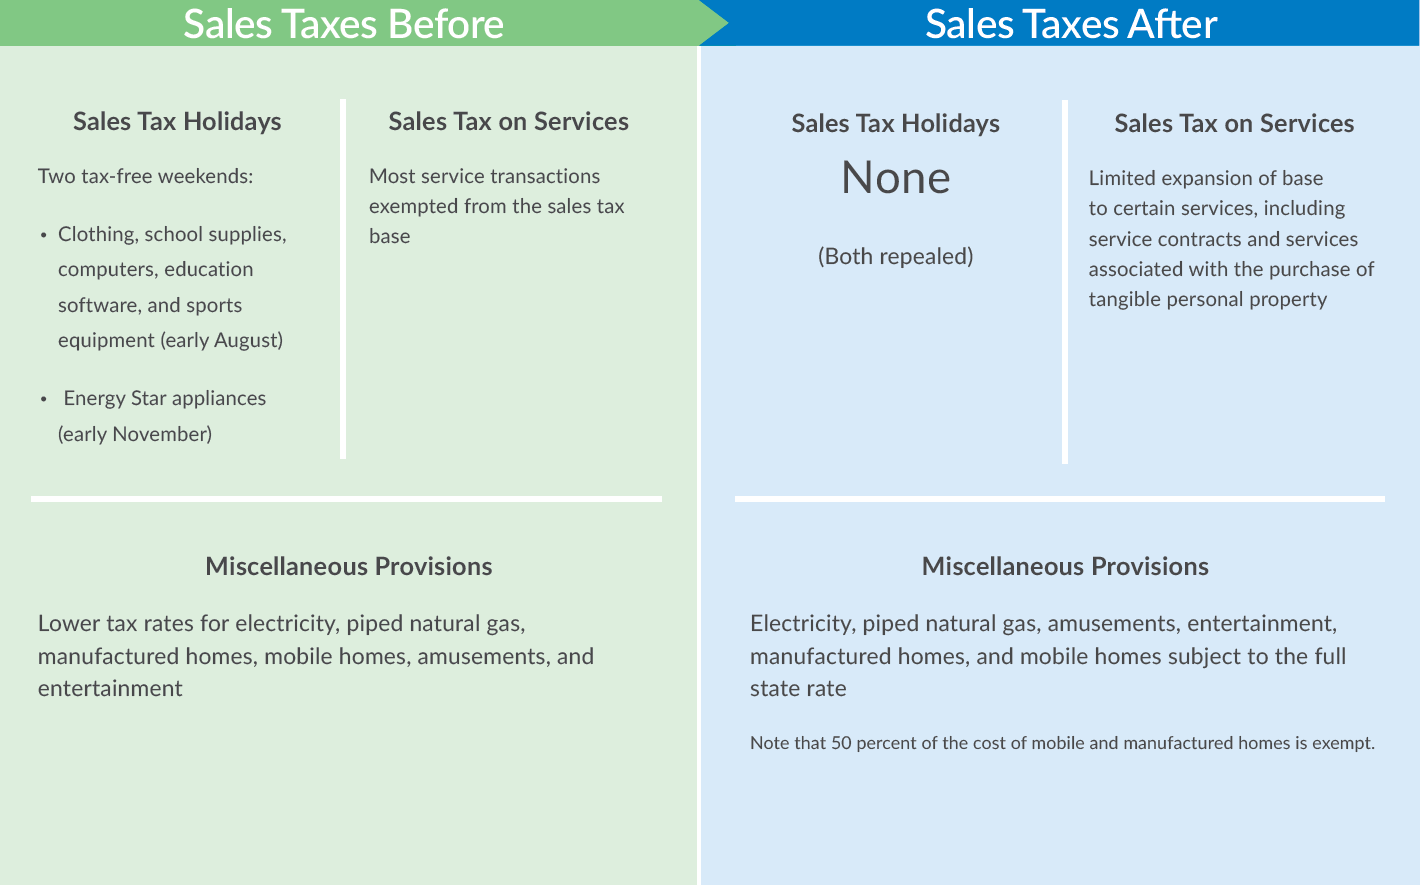 Sales Taxes Before
Sales Tax Holidays
Two tax-free weekends:
• Clothing, school supplies,
computers, education
software, and sports
equipment (early August)
• Energy Star appliances
(early November)
Sales Tax on Services
Most service transactions
exempted from the sales tax
base
Miscellaneous Provisions
Lower tax rates for electricity, piped natural gas,
manufactured homes, mobile homes, amusements, and
entertainment
Sales Taxes After
Sales Tax Holidays
None
(Both repealed)
Sales Tax on Services
Limited expansion of base
to certain services, including
service contracts and services
associated with the purchase of
tangible personal property
Miscellaneous Provisions
Electricity, piped natural gas, amusements, entertainment,
manufactured homes, and mobile homes subject to the full
state rate
Note that 50 percent of the cost of mobile and manufactured homes is exempt.